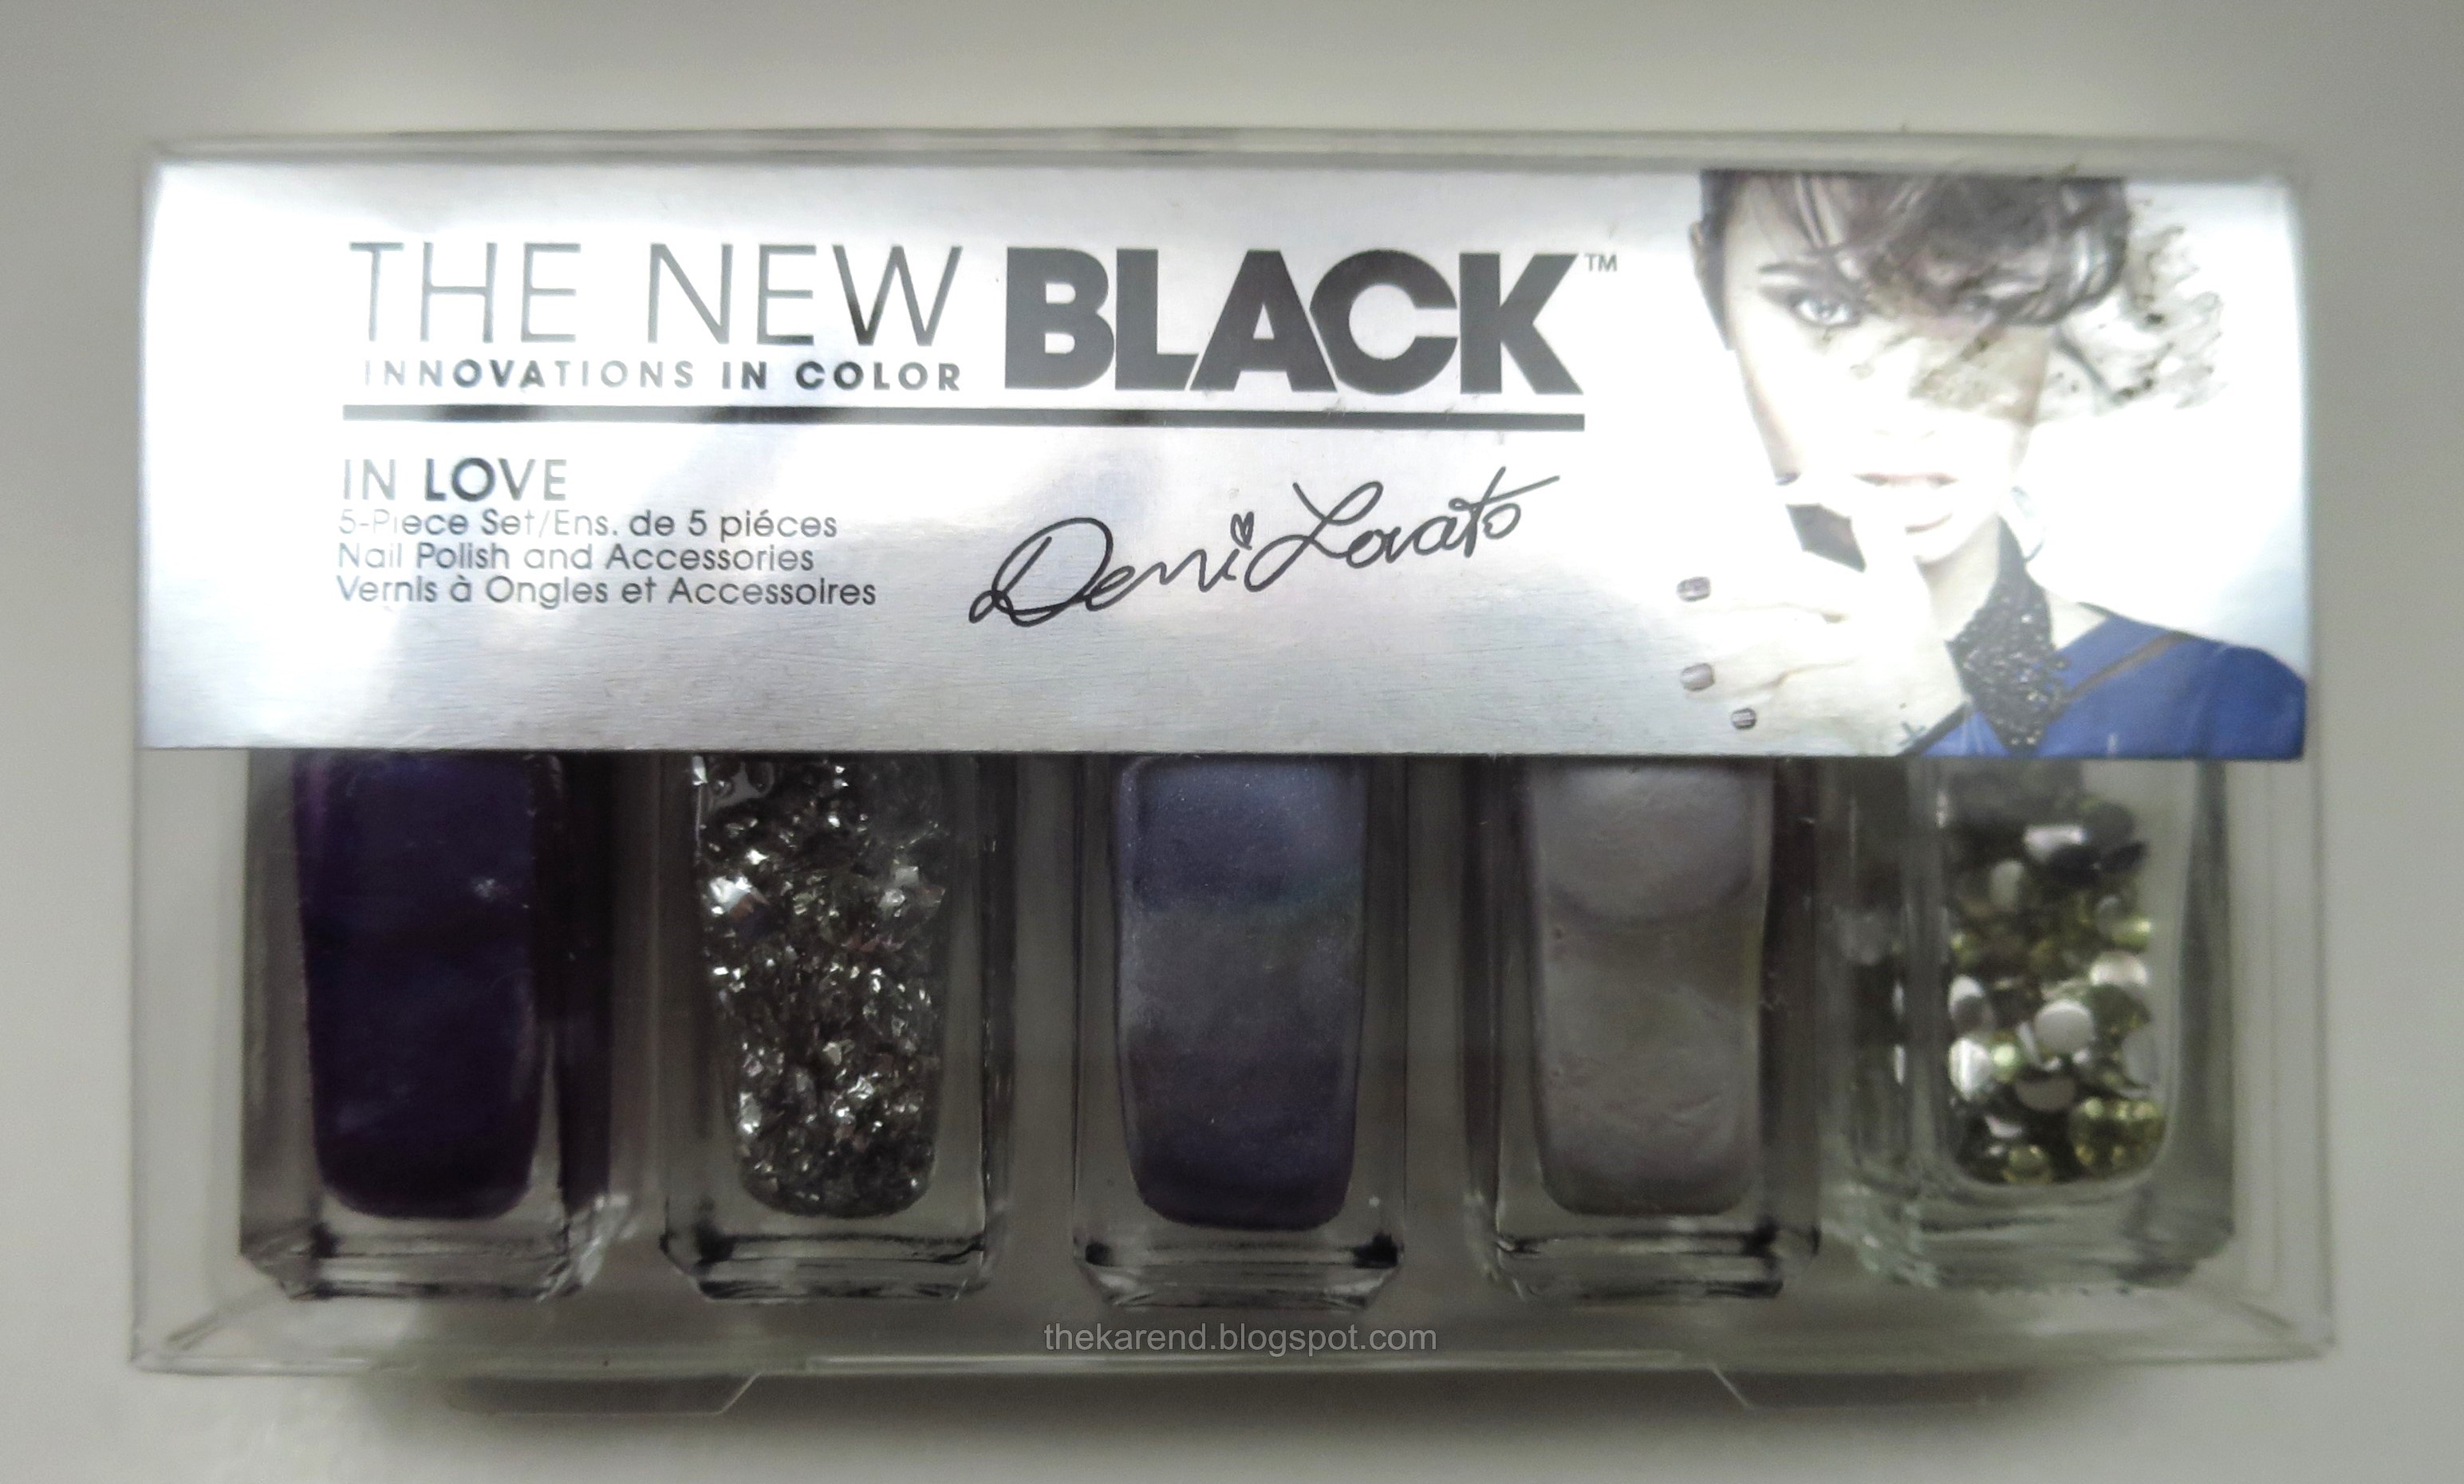 THE NEW BLACK™
INNOVATIONS IN COLOR
IN LOVE
5-Piece Set/Ens. de 5 piéces
Nail Polish and Accessories
Vernis à Ongles et Accessoires
Demi Lovato
thekarend.blogspot.com